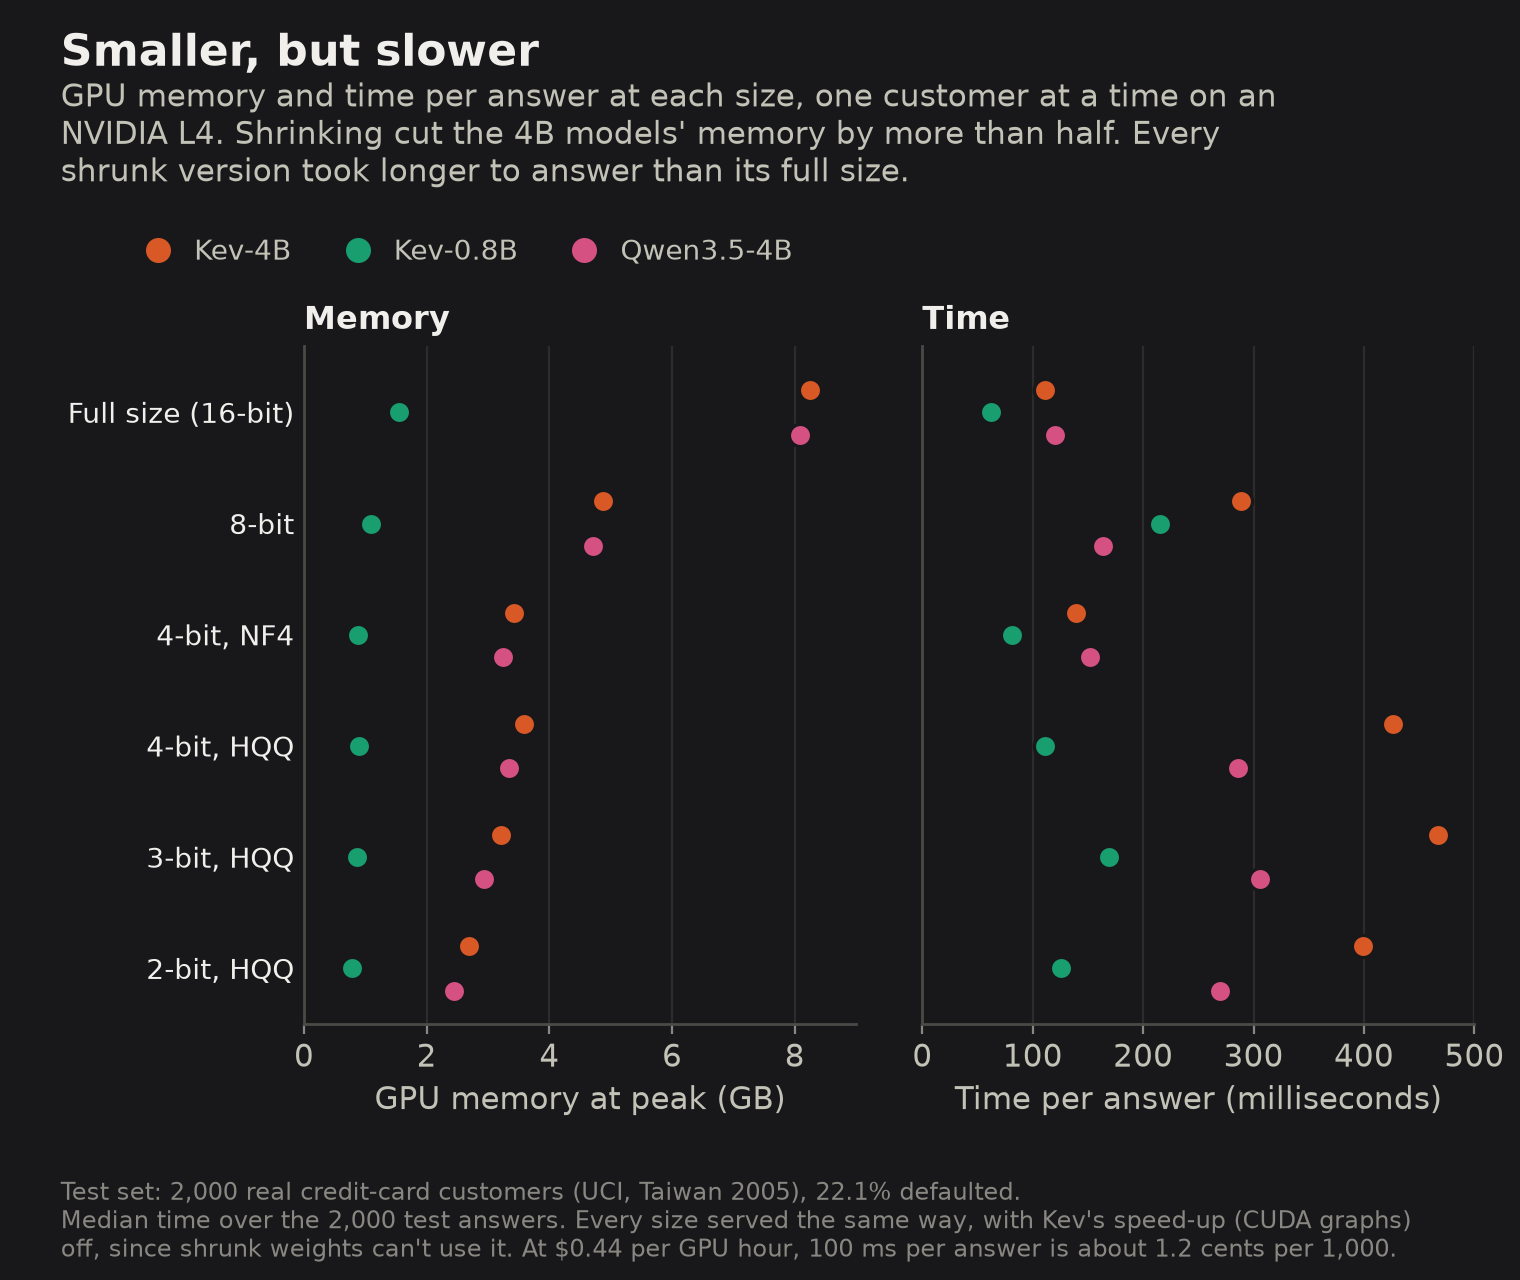 Smaller, but slower
GPU memory and time per answer at each size, one customer at a time on an
NVIDIA L4. Shrinking cut the 4B models' memory by more than half. Every
shrunk version took longer to answer than its full size.
Kev-4B
Kev-0.8B
Qwen3.5-4B
Memory
Time
Full size (16-bit)
8-bit
4-bit, NF4
4-bit, HQQ
3-bit, HQQ
2-bit, HQQ
0 2 4 6 8
0 100 200 300 400 500
GPU memory at peak (GB)
Time per answer (milliseconds)
Test set: 2,000 real credit-card customers (UCI, Taiwan 2005), 22.1% defaulted.
Median time over the 2,000 test answers. Every size served the same way, with Kev's speed-up (CUDA graphs)
off, since shrunk weights can't use it. At $0.44 per GPU hour, 100 ms per answer is about 1.2 cents per 1,000.